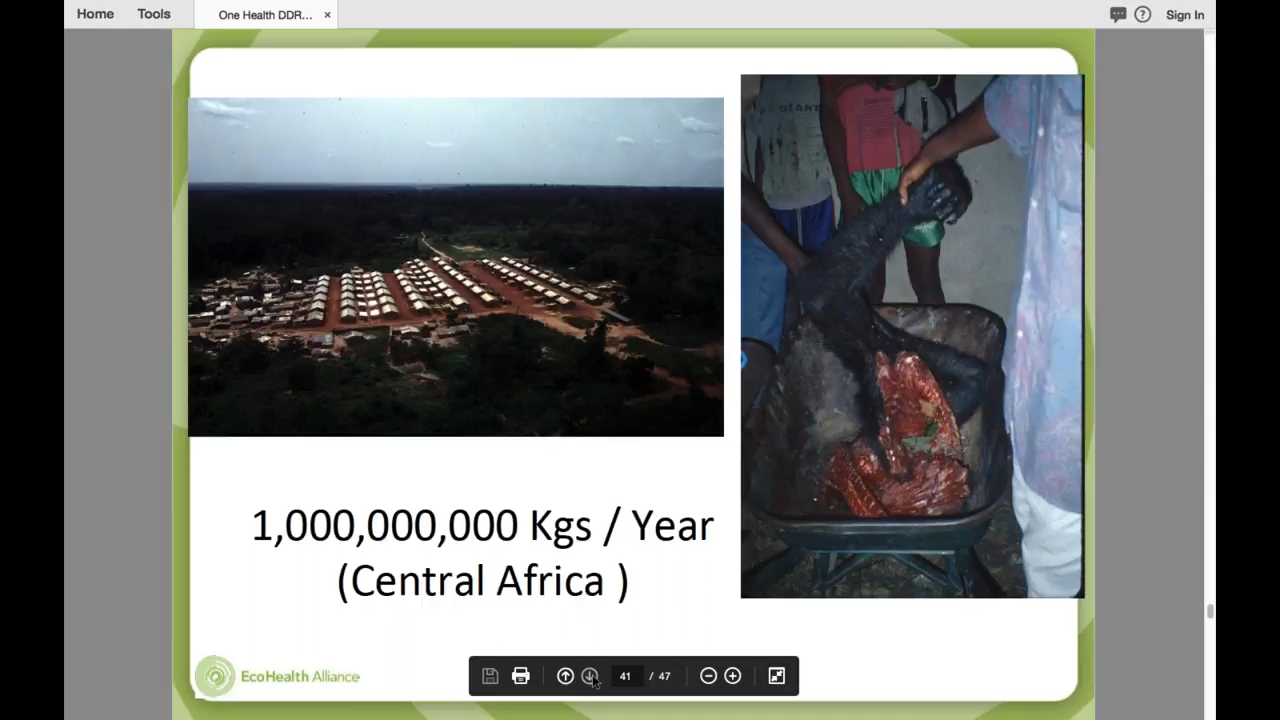 Home Tools One Health DDR... × Sign In
GIANT
1,000,000,000 Kgs / Year
(Central Africa )
EcoHealth Alliance
41 / 47